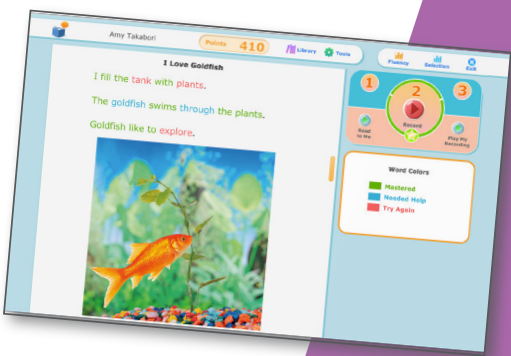 Amy Takabori
Points 410
Library
Tools
Fluency
Selection
Exit
1 I Love Goldfish
I fill the tank with plants.
The goldfish swims through the plants.
Goldfish like to explore.
1
2
3
Record
Read to Me
Play My Recording
Word Colors
Mastered
Needed Help
Try Again